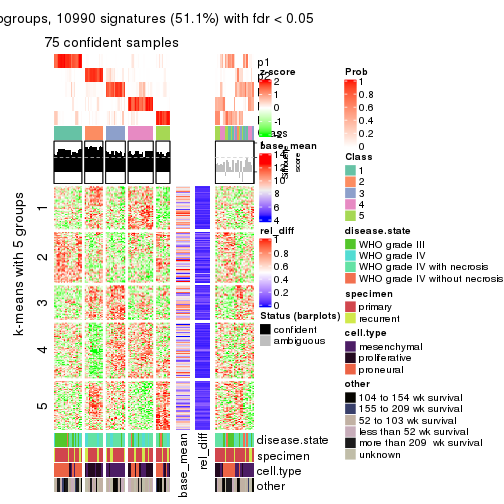 ogroups, 10990 signatures (51.1%) with fdr < 0.05
75 confident samples
p1
p2
z-score
2
1
0
-1
-2
Class
base_mean
14
12
10
8
6
4
rel_diff
1
0.8
0.6
0.4
0.2
0
Status (barplots)
confident
ambiguous
Silhouette
score
Prob
1
0.8
0.6
0.4
0.2
0
Class
1
2
3
4
5
disease.state
WHO grade III
WHO grade IV
WHO grade IV with necrosis
WHO grade IV without necrosis
specimen
primary
recurrent
cell.type
mesenchymal
proliferative
proneural
other
104 to 154 wk survival
155 to 209 wk survival
52 to 103 wk survival
less than 52 wk survival
more than 209  wk survival
unknown
k-means with 5 groups
1
2
3
4
5
disease.state
specimen
cell.type
other
base_mean
rel_diff